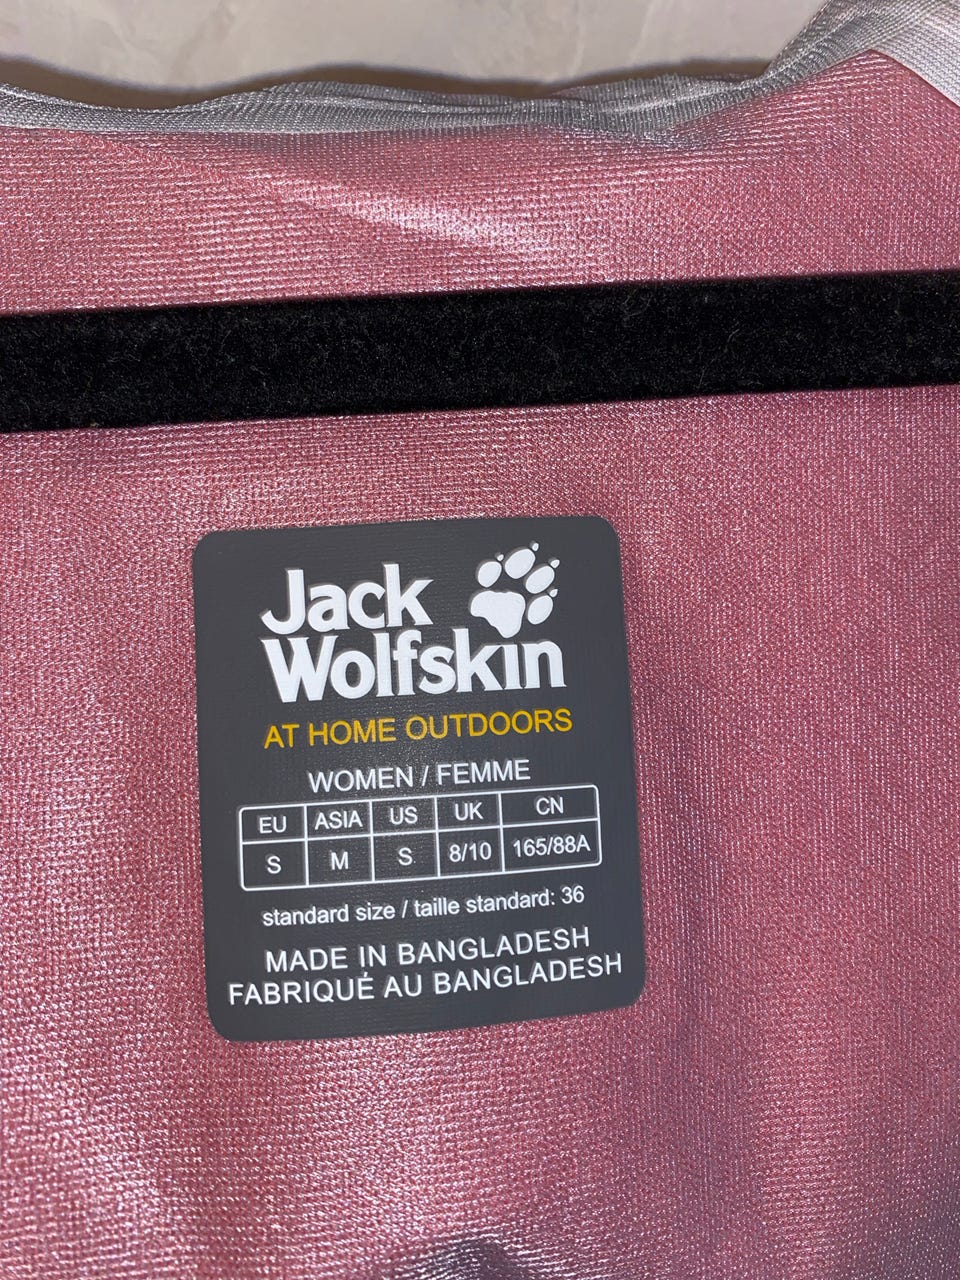 Jack
Wolfskin
AT HOME OUTDOORS
WOMEN / FEMME
EU ASIA US UK CN
S M S 8/10 165/88A
standard size / taille standard: 36
MADE IN BANGLADESH
FABRIQUÉ AU BANGLADESH